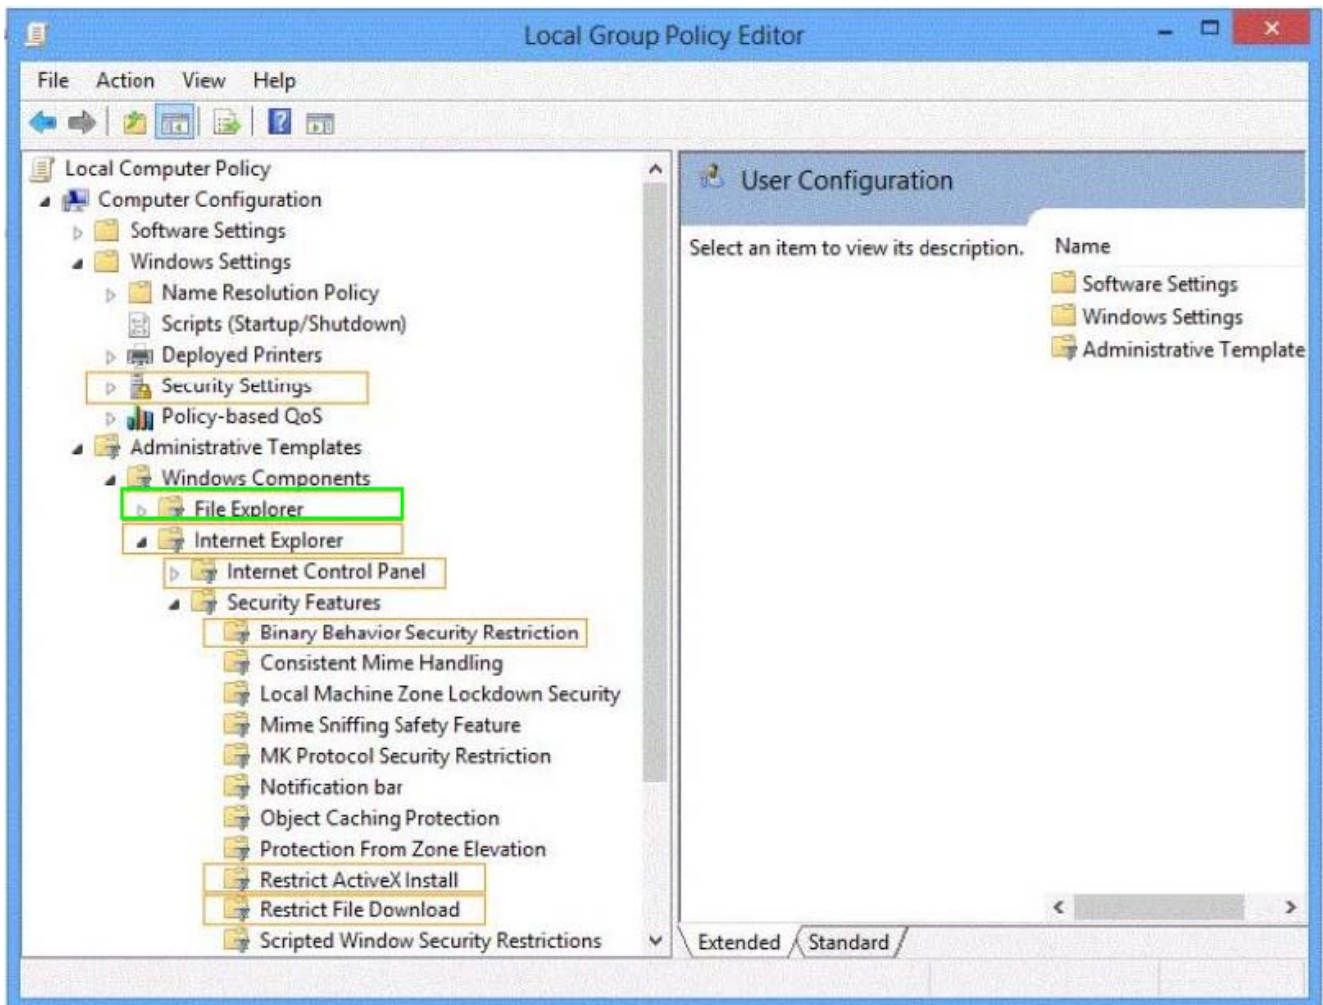 Local Group Policy Editor
File Action View Help
Local Computer Policy
Computer Configuration
Software Settings
Windows Settings
Name Resolution Policy
Scripts (Startup/Shutdown)
Deployed Printers
Security Settings
Policy-based QoS
Administrative Templates
Windows Components
File Explorer
Internet Explorer
Internet Control Panel
Security Features
Binary Behavior Security Restriction
Consistent Mime Handling
Local Machine Zone Lockdown Security
Mime Sniffing Safety Feature
MK Protocol Security Restriction
Notification bar
Object Caching Protection
Protection From Zone Elevation
Restrict ActiveX Install
Restrict File Download
Scripted Window Security Restrictions
User Configuration
Select an item to view its description.
Name
Software Settings
Windows Settings
Administrative Template
Extended Standard